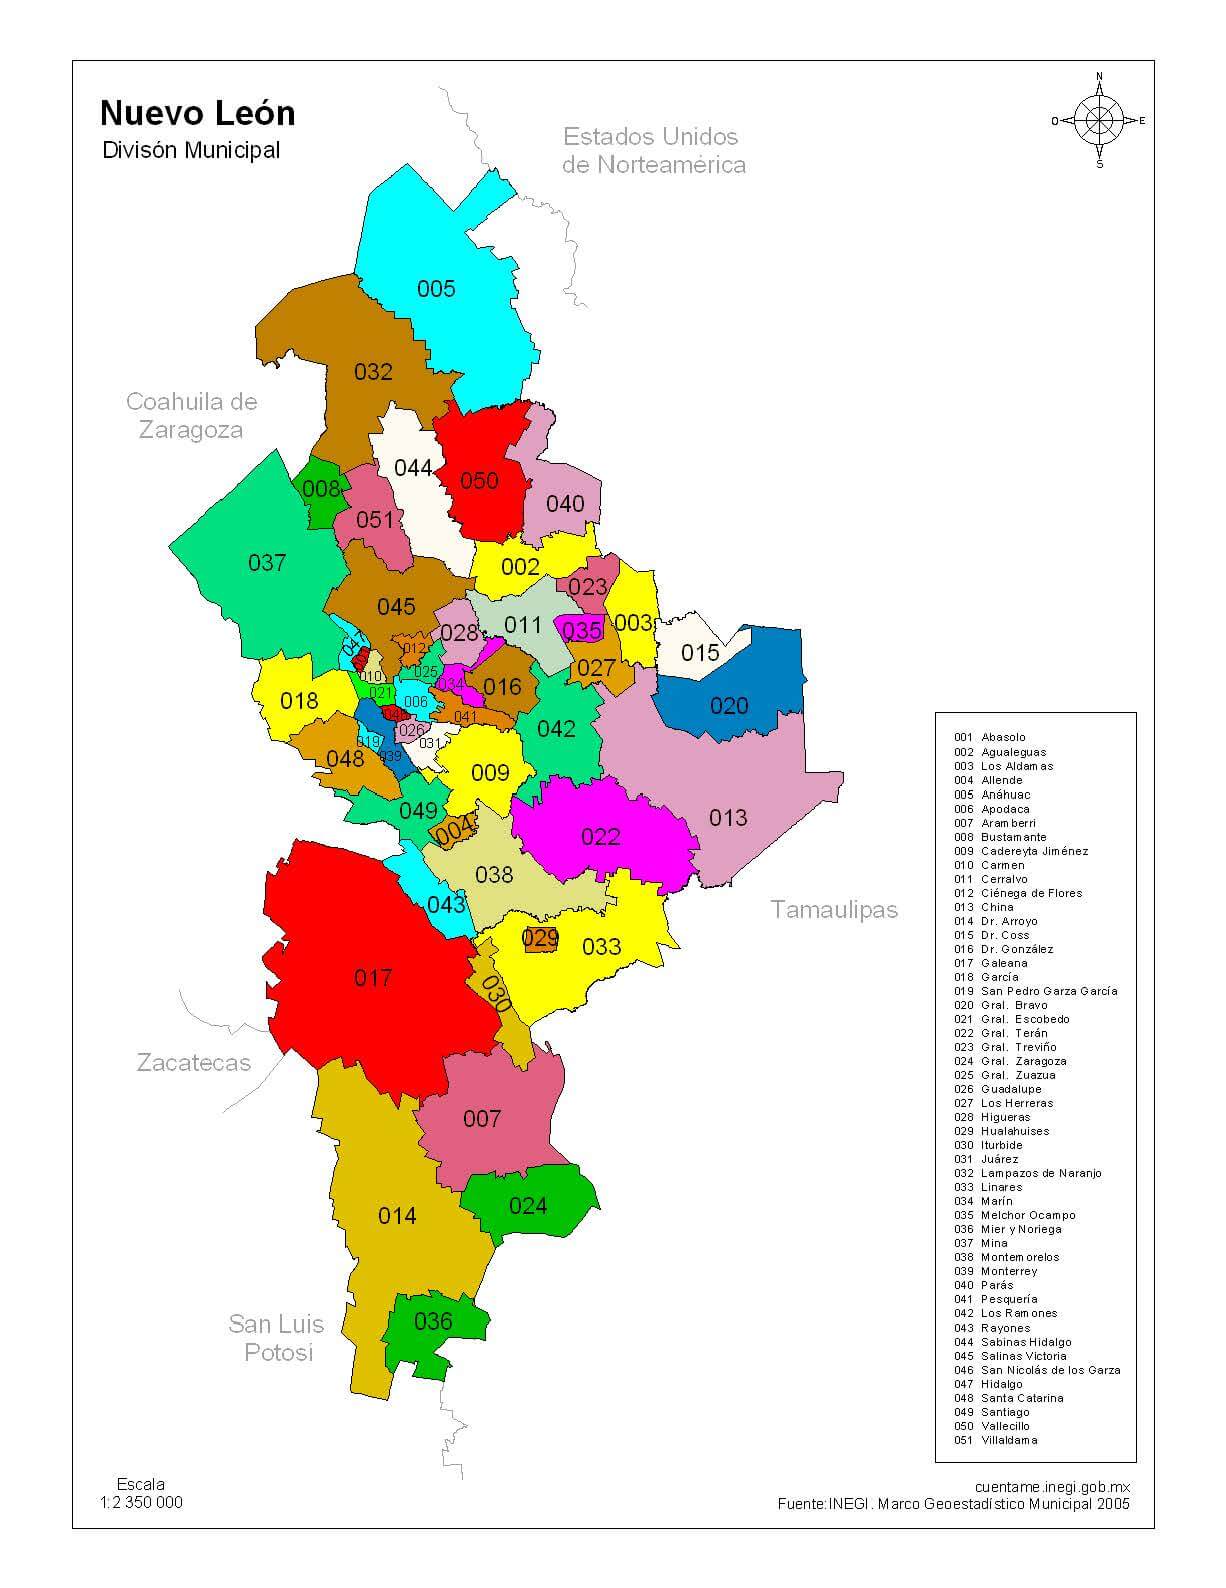 Nuevo León
Divisón Municipal
N
O
E
S
Estados Unidos
de Norteamérica
005
032
Coahuila de
Zaragoza
044
050
008
040
051
037
002
023
045
003
011
035
028
015
047
012
027
010
025
034
016
018
021
006
020
046
041
042
026
019
031
048
039
009
049
013
004
022
038
043
Tamaulipas
029
033
017
030
Zacatecas
007
024
014
036
San Luis
Potosí
001 Abasolo
002 Agualeguas
003 Los Aldamas
004 Allende
005 Anáhuac
006 Apodaca
007 Aramberri
008 Bustamante
009 Cadereyta Jiménez
010 Carmen
011 Cerralvo
012 Ciénega de Flores
013 China
014 Dr. Arroyo
015 Dr. Coss
016 Dr. González
017 Galeana
018 García
019 San Pedro Garza García
020 Gral. Bravo
021 Gral. Escobedo
022 Gral. Terán
023 Gral. Treviño
024 Gral. Zaragoza
025 Gral. Zuazua
026 Guadalupe
027 Los Herreras
028 Higueras
029 Hualahuises
030 Iturbide
031 Juárez
032 Lampazos de Naranjo
033 Linares
034 Marín
035 Melchor Ocampo
036 Mier y Noriega
037 Mina
038 Montemorelos
039 Monterrey
040 Parás
041 Pesquería
042 Los Ramones
043 Rayones
044 Sabinas Hidalgo
045 Salinas Victoria
046 San Nicolás de los Garza
047 Hidalgo
048 Santa Catarina
049 Santiago
050 Vallecillo
051 Villaldama
Escala
1:2 350 000
cuentame.inegi.gob.mx
Fuente:INEGI. Marco Geoestadístico Municipal 2005